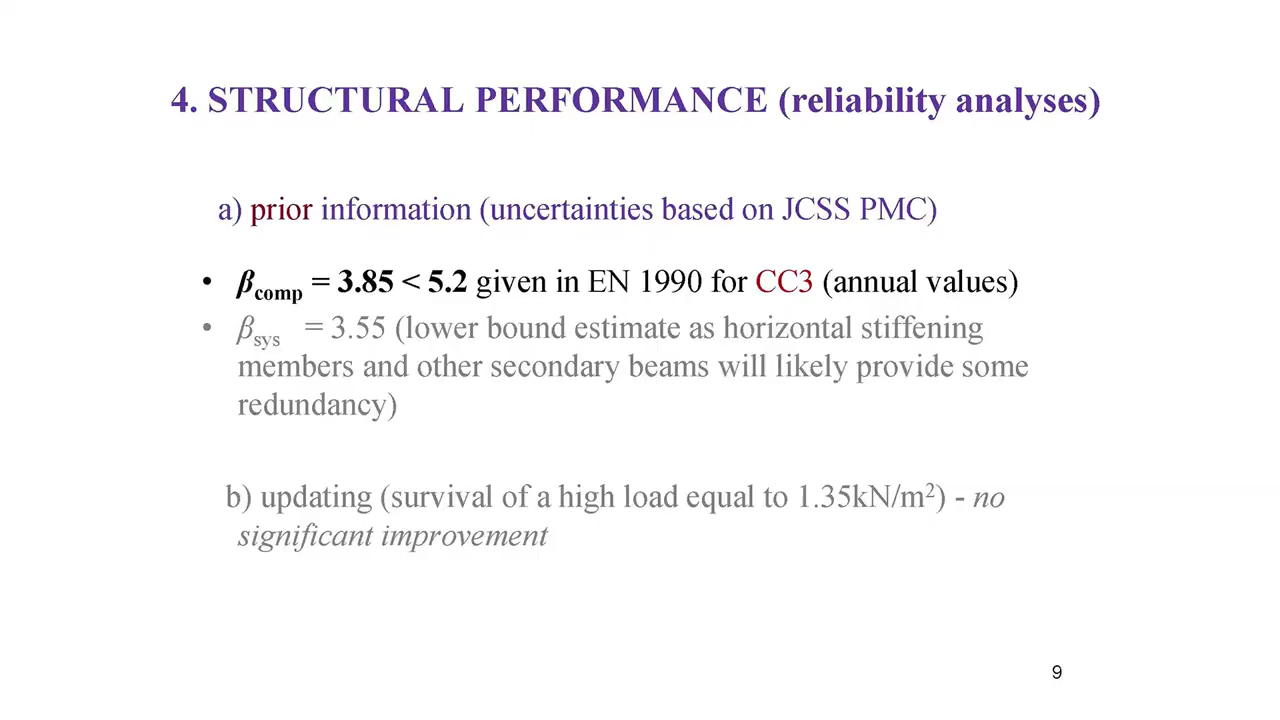 4. STRUCTURAL PERFORMANCE (reliability analyses)
a) prior information (uncertainties based on JCSS PMC)
• βcomp = 3.85 < 5.2 given in EN 1990 for CC3 (annual values)
• βsys = 3.55 (lower bound estimate as horizontal stiffening
members and other secondary beams will likely provide some
redundancy)
b) updating (survival of a high load equal to 1.35kN/m²) - no
significant improvement
9